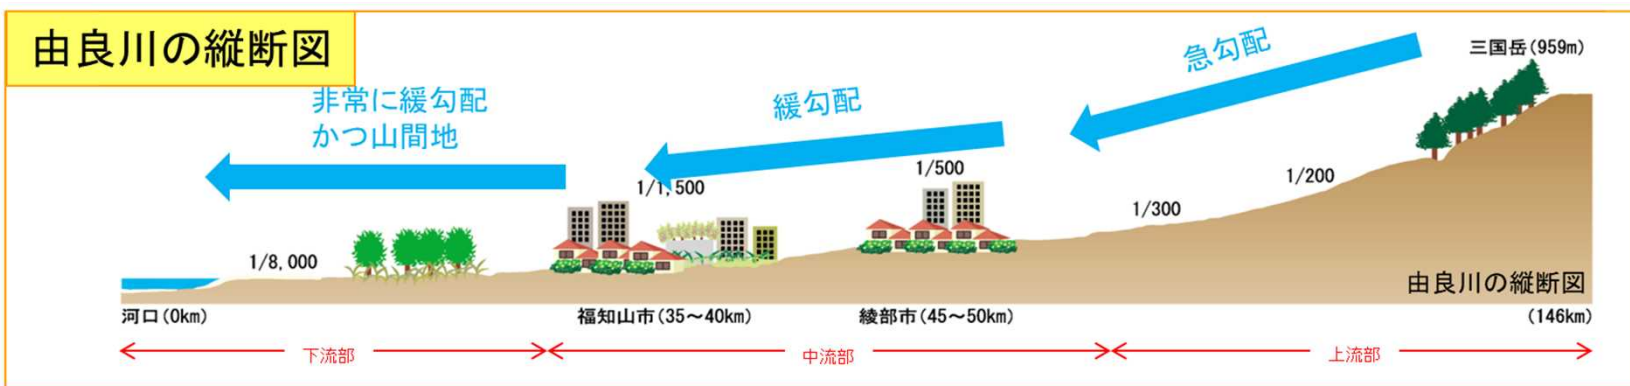 由良川の縦断図
急勾配
三国岳(959m)
非常に緩勾配
かつ山間地
緩勾配
1/1,500
1/500
1/200
1/300
1/8,000
由良川の縦断図
河口(0km)
福知山市(35～40km)
綾部市(45～50km)
(146km)
下流部
中流部
上流部